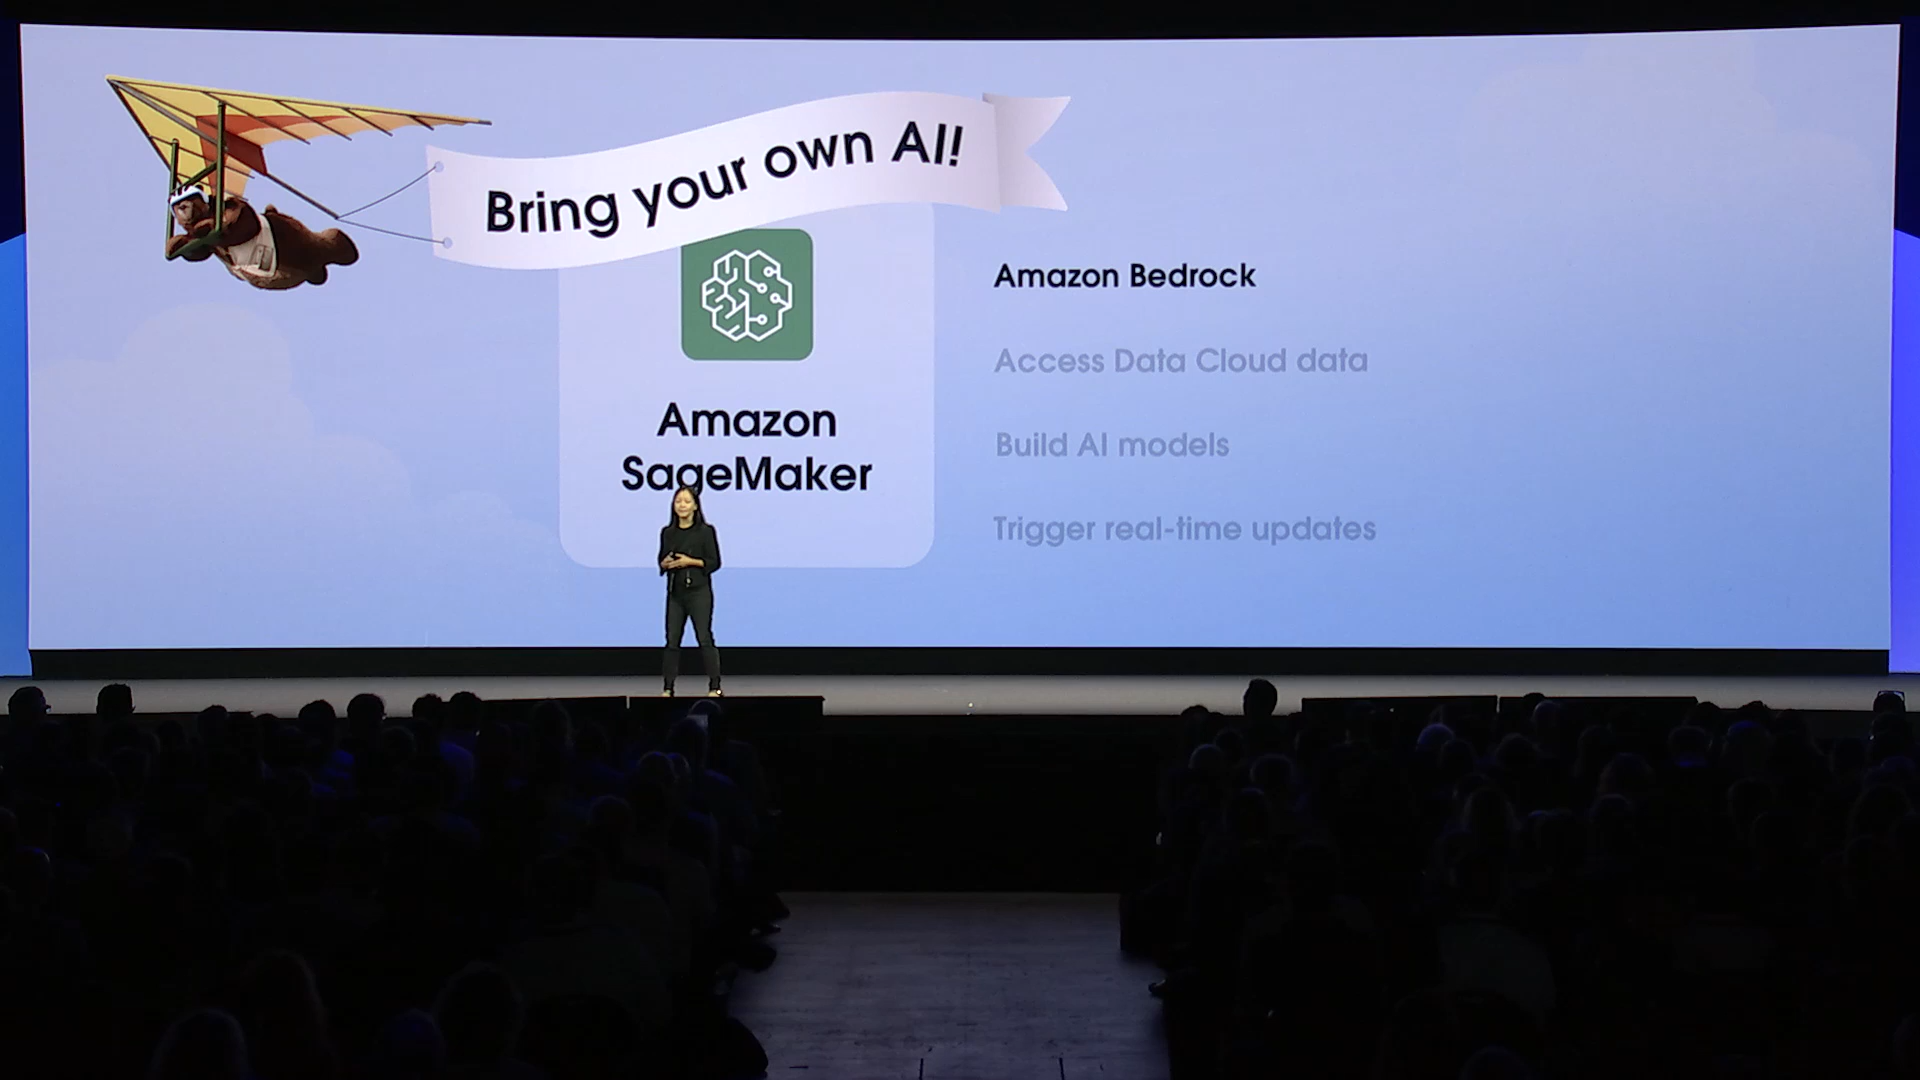 Bring your own AI!
Amazon
SageMaker
Amazon Bedrock
Access Data Cloud data
Build AI models
Trigger real-time updates